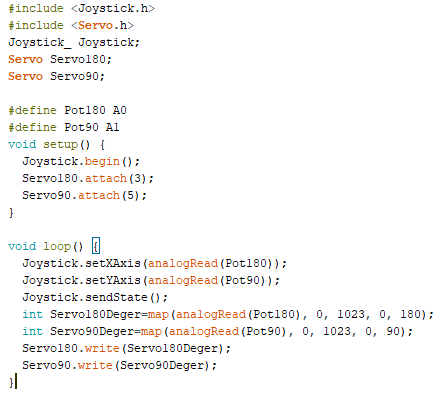 #include <Joystick.h>
#include <Servo.h>
Joystick_ Joystick;
Servo Servo180;
Servo Servo90;
#define Pot180 A0
#define Pot90 A1
void setup() {
  Joystick.begin();
  Servo180.attach(3);
  Servo90.attach(5);
}
void loop() {
  Joystick.setXAxis(analogRead(Pot180));
  Joystick.setYAxis(analogRead(Pot90));
  Joystick.sendState();
  int Servo180Deger=map(analogRead(Pot180), 0, 1023, 0, 180);
  int Servo90Deger=map(analogRead(Pot90), 0, 1023, 0, 90);
  Servo180.write(Servo180Deger);
  Servo90.write(Servo90Deger);
}